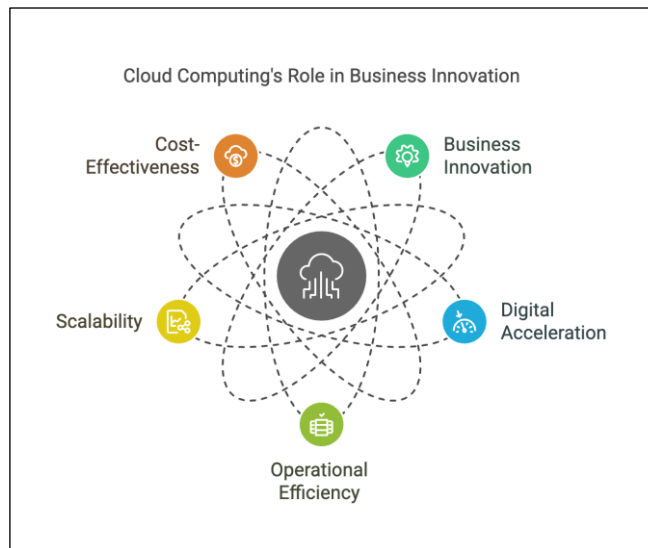 Cloud Computing's Role in Business Innovation
Cost-
Effectiveness
Business
Innovation
Scalability
Digital
Acceleration
Operational
Efficiency